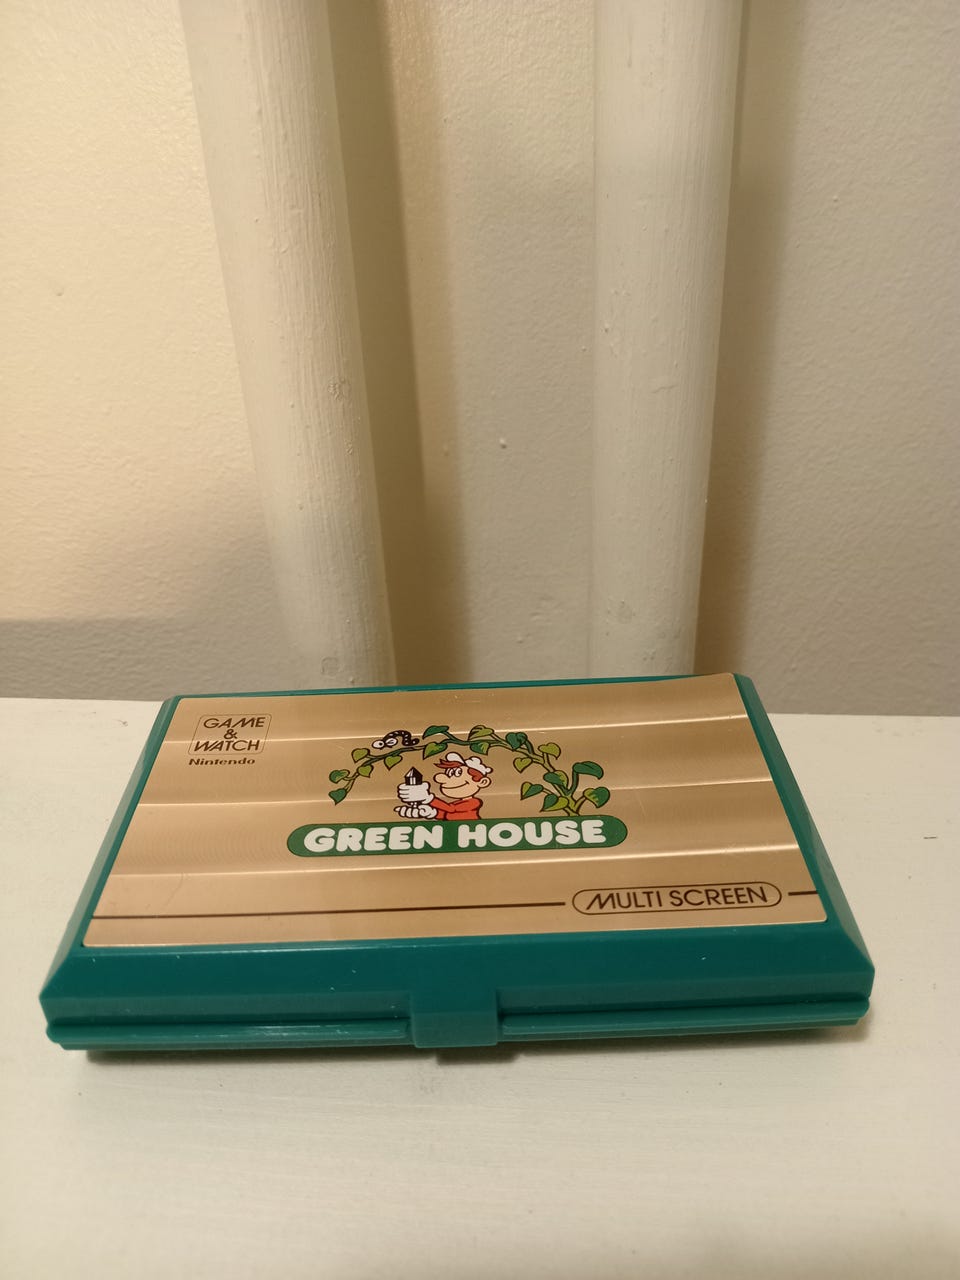 GAME
&
WATCH
Nintendo
GREEN HOUSE
MULTI SCREEN